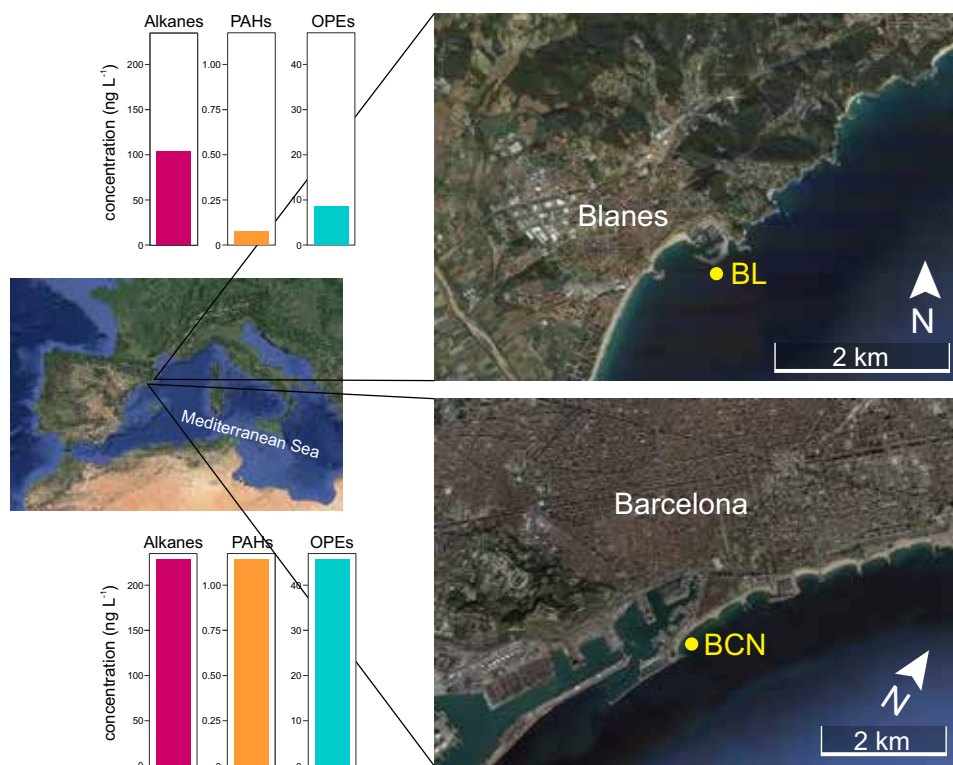 Alkanes PAHs OPEs
concentration (ng L⁻¹)
200
150
100
50
0
1.00
0.75
0.50
0.25
0
40
30
20
10
0
Blanes
BL
N
2 km
Mediterranean Sea
Alkanes PAHs OPEs
concentration (ng L⁻¹)
200
150
100
50
0
1.00
0.75
0.50
0.25
0
40
30
20
10
0
Barcelona
BCN
N
2 km